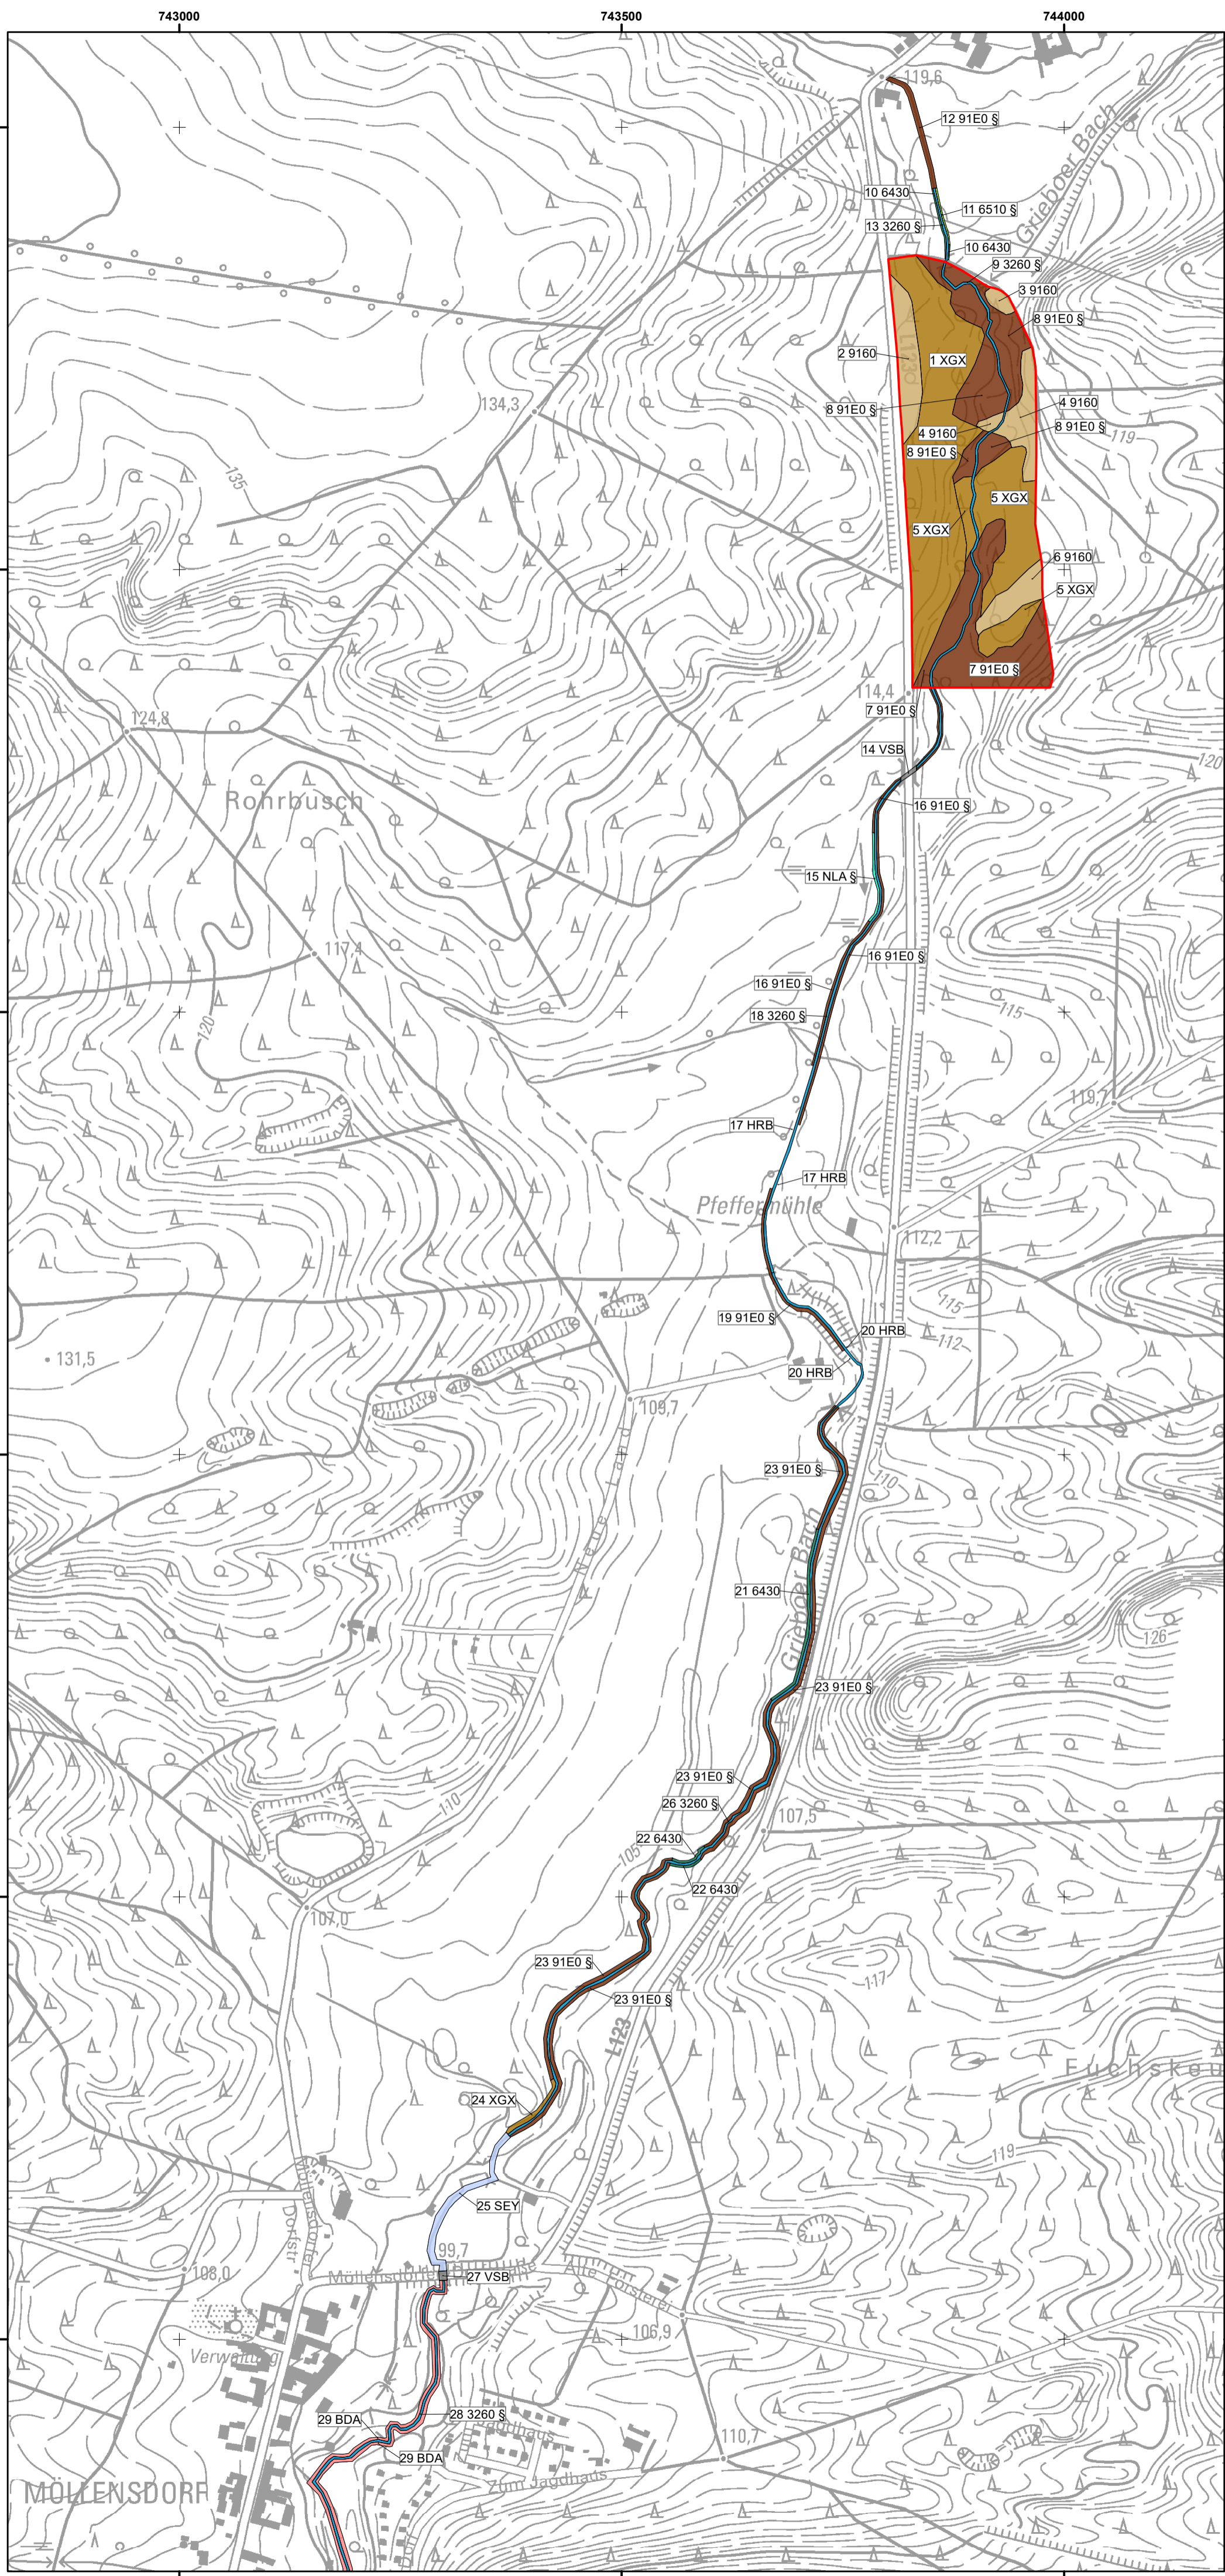 743000
743500
744000
119,6
12 91E0 §
Grieboer Bach
10 6430
11 6510 §
13 3260 §
10 6430
9 3260 §
3 9160
8 91E0 §
2 9160
1 XGX
134,3
8 91E0 §
4 9160
4 9160
8 91E0 §
119
8 91E0 §
135
5 XGX
5 XGX
6 9160
5 XGX
7 91E0 §
114,4
7 91E0 §
124,8
14 VSB
120
Rohrbusch
16 91E0 §
15 NLA §
117,4
16 91E0 §
16 91E0 §
115
18 3260 §
120
119,7
17 HRB
17 HRB
Pfeffermühle
112,2
115
19 91E0 §
20 HRB
112
131,5
20 HRB
109,7
23 91E0 §
110
Neue Land
21 6430
Grieboer Bach
126
23 91E0 §
23 91E0 §
26 3260 §
110
107,5
22 6430
105
22 6430
107,0
23 91E0 §
117
23 91E0 §
L123
Fuchskeu
24 XGX
119
25 SEY
Möllensdorfer
Dorfstr
99,7
108,0
27 VSB
Möllensdorfer
Alte Försterei
106,9
Verwaltung
28 3260 §
29 BDA
Jagdhaus
29 BDA
110,7
Zum Jagdhaus
MÖLLENSDORF
Dorf